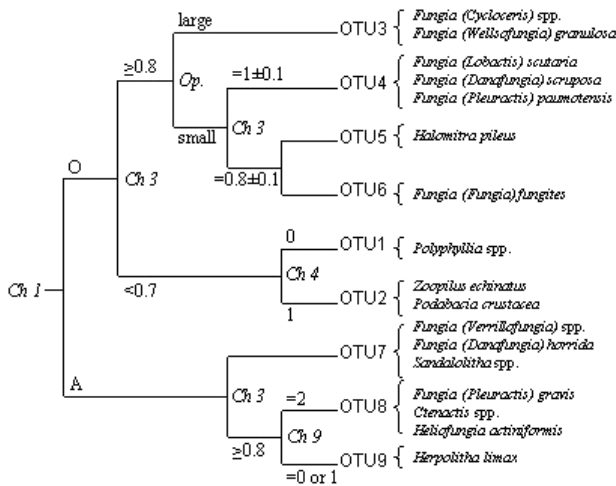 large
OTU3 { Fungia (Cycloceris) spp.
Fungia (Wellsofungia) granulosa
≥0.8
Op.
=1±0.1
OTU4 { Fungia (Lobactis) scutaria
Fungia (Danafungia) scruposa
Fungia (Pleuractis) paumotensis
small
Ch 3
OTU5 { Halomitra pileus
O
Ch 3
=0.8±0.1
OTU6 { Fungia (Fungia) fungites
0
OTU1 { Polyphyllia spp.
Ch 1
<0.7
Ch 4
1
OTU2 { Zoopilus echinatus
Podabacia crustacea
OTU7 { Fungia (Verrillofungia) spp.
Fungia (Danafungia) horrida
Sandalolitha spp.
A
Ch 3
=2
OTU8 { Fungia (Pleuractis) gravis
Ctenactis spp.
Heliofungia actiniformis
≥0.8
Ch 9
OTU9 { Herpolitha limax
=0 or 1